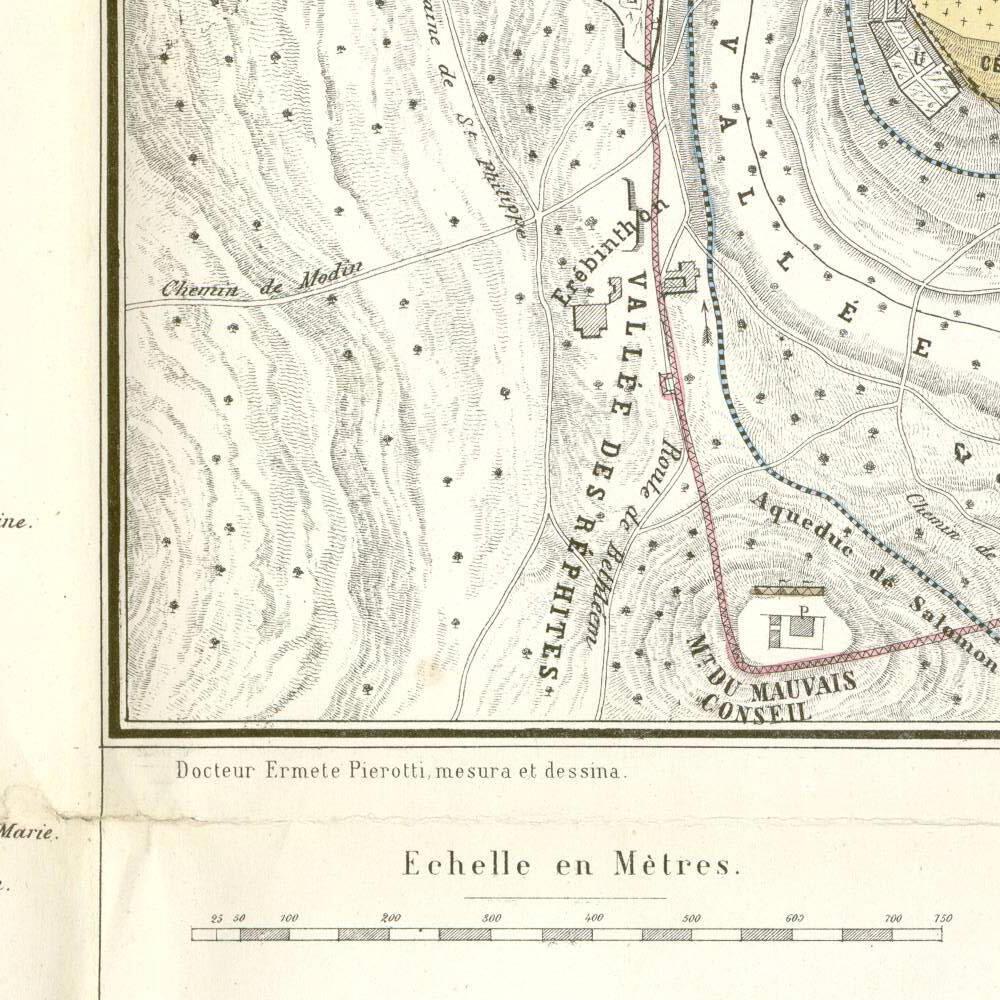 de St. Philippe
U
VALLÉE
Erébinthon
Chemin de Modin
VALLÉE DES REPHITES
Route de Bethléem
Chemin de
Aqueduc de Salomon
P
MT. DU MAUVAIS
CONSEIL
Docteur Ermete Pierotti, mesura et dessina.
Marie.
Echelle en Mètres.
25 50 100 200 300 400 500 600 700 750